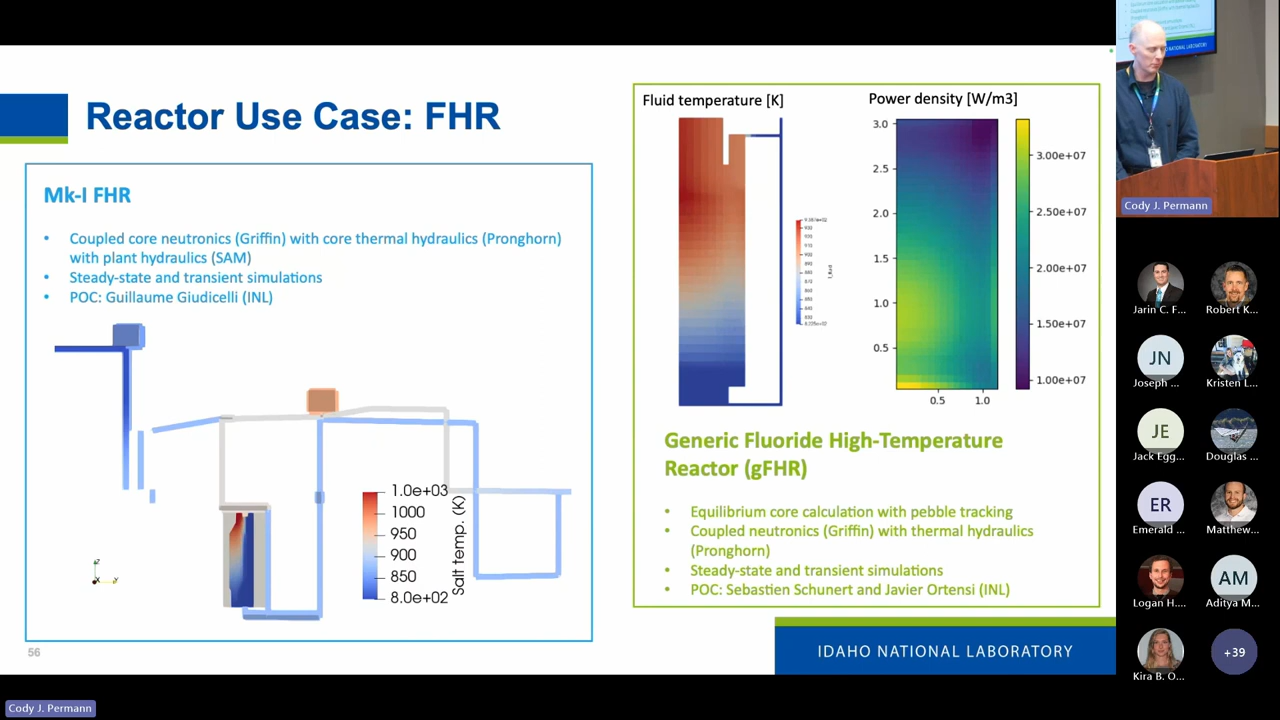 Reactor Use Case: FHR
Mk-I FHR
• Coupled core neutronics (Griffin) with core thermal hydraulics (Pronghorn)
with plant hydraulics (SAM)
• Steady-state and transient simulations
• POC: Guillaume Giudicelli (INL)
1.0e+03
1000
950
900
850
8.0e+02
Salt temp. (K)
Z
X
Y
56
Fluid temperature [K]
Power density [W/m3]
3.0
2.5
2.0
1.5
1.0
0.5
0.5 1.0
3.00e+07
2.50e+07
2.00e+07
1.50e+07
1.00e+07
Generic Fluoride High-Temperature
Reactor (gFHR)
• Equilibrium core calculation with pebble tracking
• Coupled neutronics (Griffin) with thermal hydraulics
(Pronghorn)
• Steady-state and transient simulations
• POC: Sebastien Schunert and Javier Ortensi (INL)
IDAHO NATIONAL LABORATORY
Cody J. Permann
Jarin C. F...
Robert K...
JN
Joseph ...
Kristen L...
JE
Jack Egg...
Douglas ...
ER
Emerald ...
Matthew...
Logan H....
AM
Aditya M...
Kira B. O...
+39
Cody J. Permann